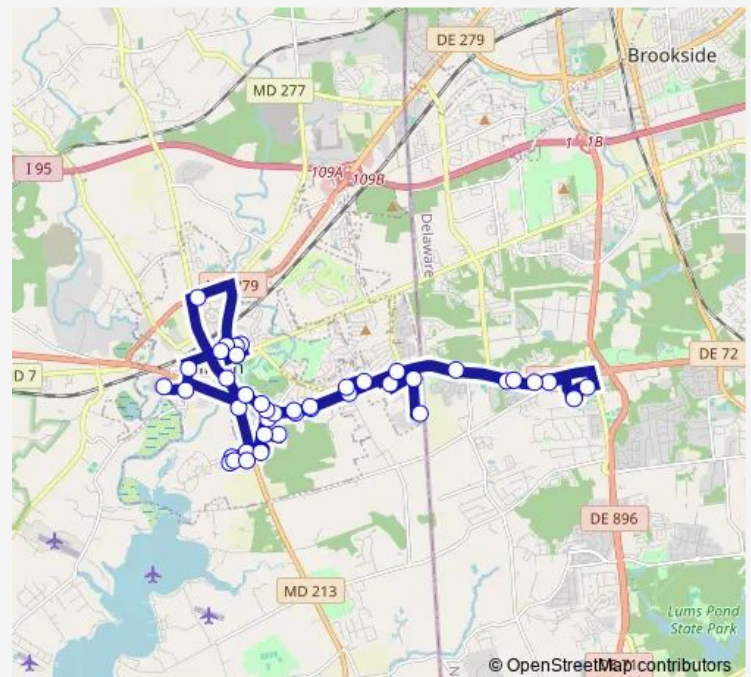 DE 279
Brookside
MD 277
109A
109B
1
1B
I 95
Delaware
279
DE 72
D 7
DE 896
MD 213
Lums Pond
State Park
N
© OpenStreetMap contributors